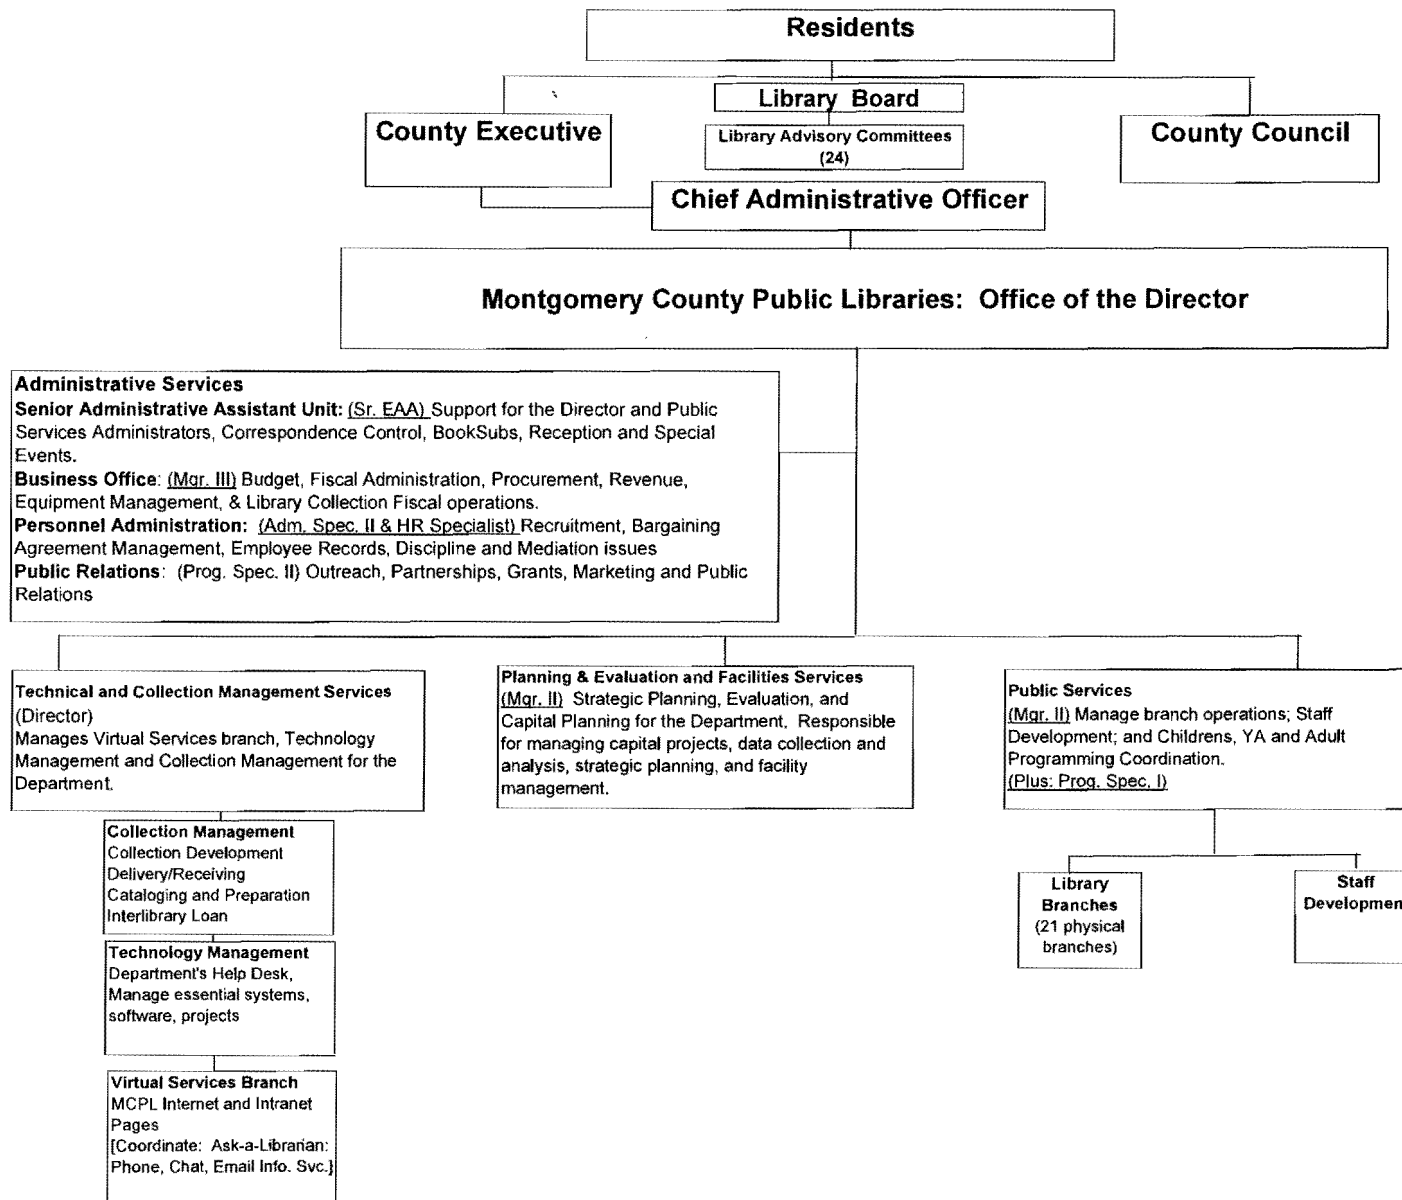 Residents
Library Board
County Executive
Library Advisory Committees
(24)
County Council
Chief Administrative Officer
Montgomery County Public Libraries: Office of the Director
Administrative Services
Senior Administrative Assistant Unit: (Sr. EAA) Support for the Director and Public
Services Administrators, Correspondence Control, BookSubs, Reception and Special
Events.
Business Office: (Mgr. III) Budget, Fiscal Administration, Procurement, Revenue,
Equipment Management, & Library Collection Fiscal operations.
Personnel Administration: (Adm. Spec. II & HR Specialist) Recruitment, Bargaining
Agreement Management, Employee Records, Discipline and Mediation issues
Public Relations: (Prog. Spec. II) Outreach, Partnerships, Grants, Marketing and Public
Relations
Technical and Collection Management Services
(Director)
Manages Virtual Services branch, Technology
Management and Collection Management for the
Department.
Planning & Evaluation and Facilities Services
(Mgr. II) Strategic Planning, Evaluation, and
Capital Planning for the Department. Responsible
for managing capital projects, data collection and
analysis, strategic planning, and facility
management.
Public Services
(Mgr. II) Manage branch operations; Staff
Development; and Childrens, YA and Adult
Programming Coordination.
(Plus: Prog. Spec. I)
Collection Management
Collection Development
Delivery/Receiving
Cataloging and Preparation
Interlibrary Loan
Technology Management
Department's Help Desk,
Manage essential systems,
software, projects
Virtual Services Branch
MCPL Internet and Intranet
Pages
[Coordinate: Ask-a-Librarian:
Phone, Chat, Email Info. Svc.]
Library
Branches
(21 physical
branches)
Staff
Developmen